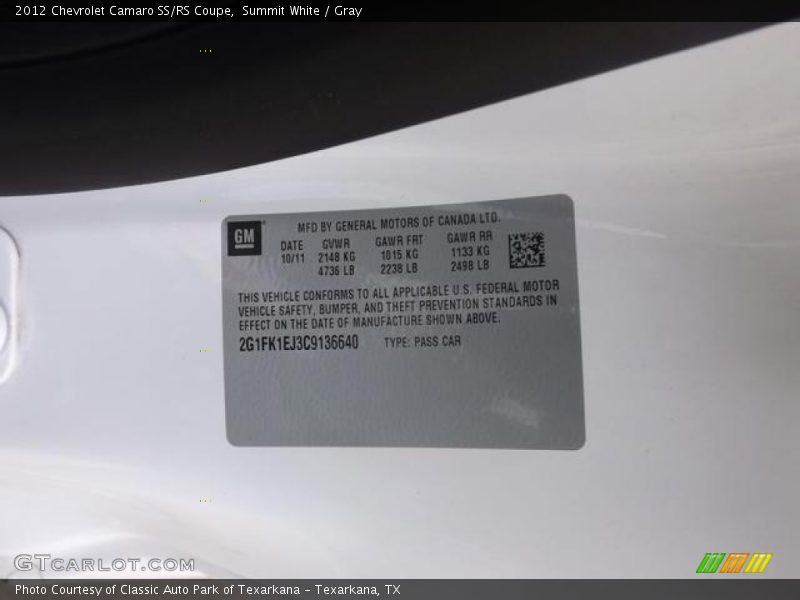 2012 Chevrolet Camaro SS/RS Coupe,  Summit White / Gray
GM
MFD BY GENERAL MOTORS OF CANADA LTD.
DATE GVWR GAWR FRT GAWR RR
10/11 2148 KG 1015 KG 1133 KG
4736 LB 2238 LB 2498 LB
THIS VEHICLE CONFORMS TO ALL APPLICABLE U.S. FEDERAL MOTOR
VEHICLE SAFETY, BUMPER, AND THEFT PREVENTION STANDARDS IN
EFFECT ON THE DATE OF MANUFACTURE SHOWN ABOVE.
2G1FK1EJ3C9136640 TYPE: PASS CAR
GTCARLOT.COM
Photo Courtesy of Classic Auto Park of Texarkana - Texarkana, TX